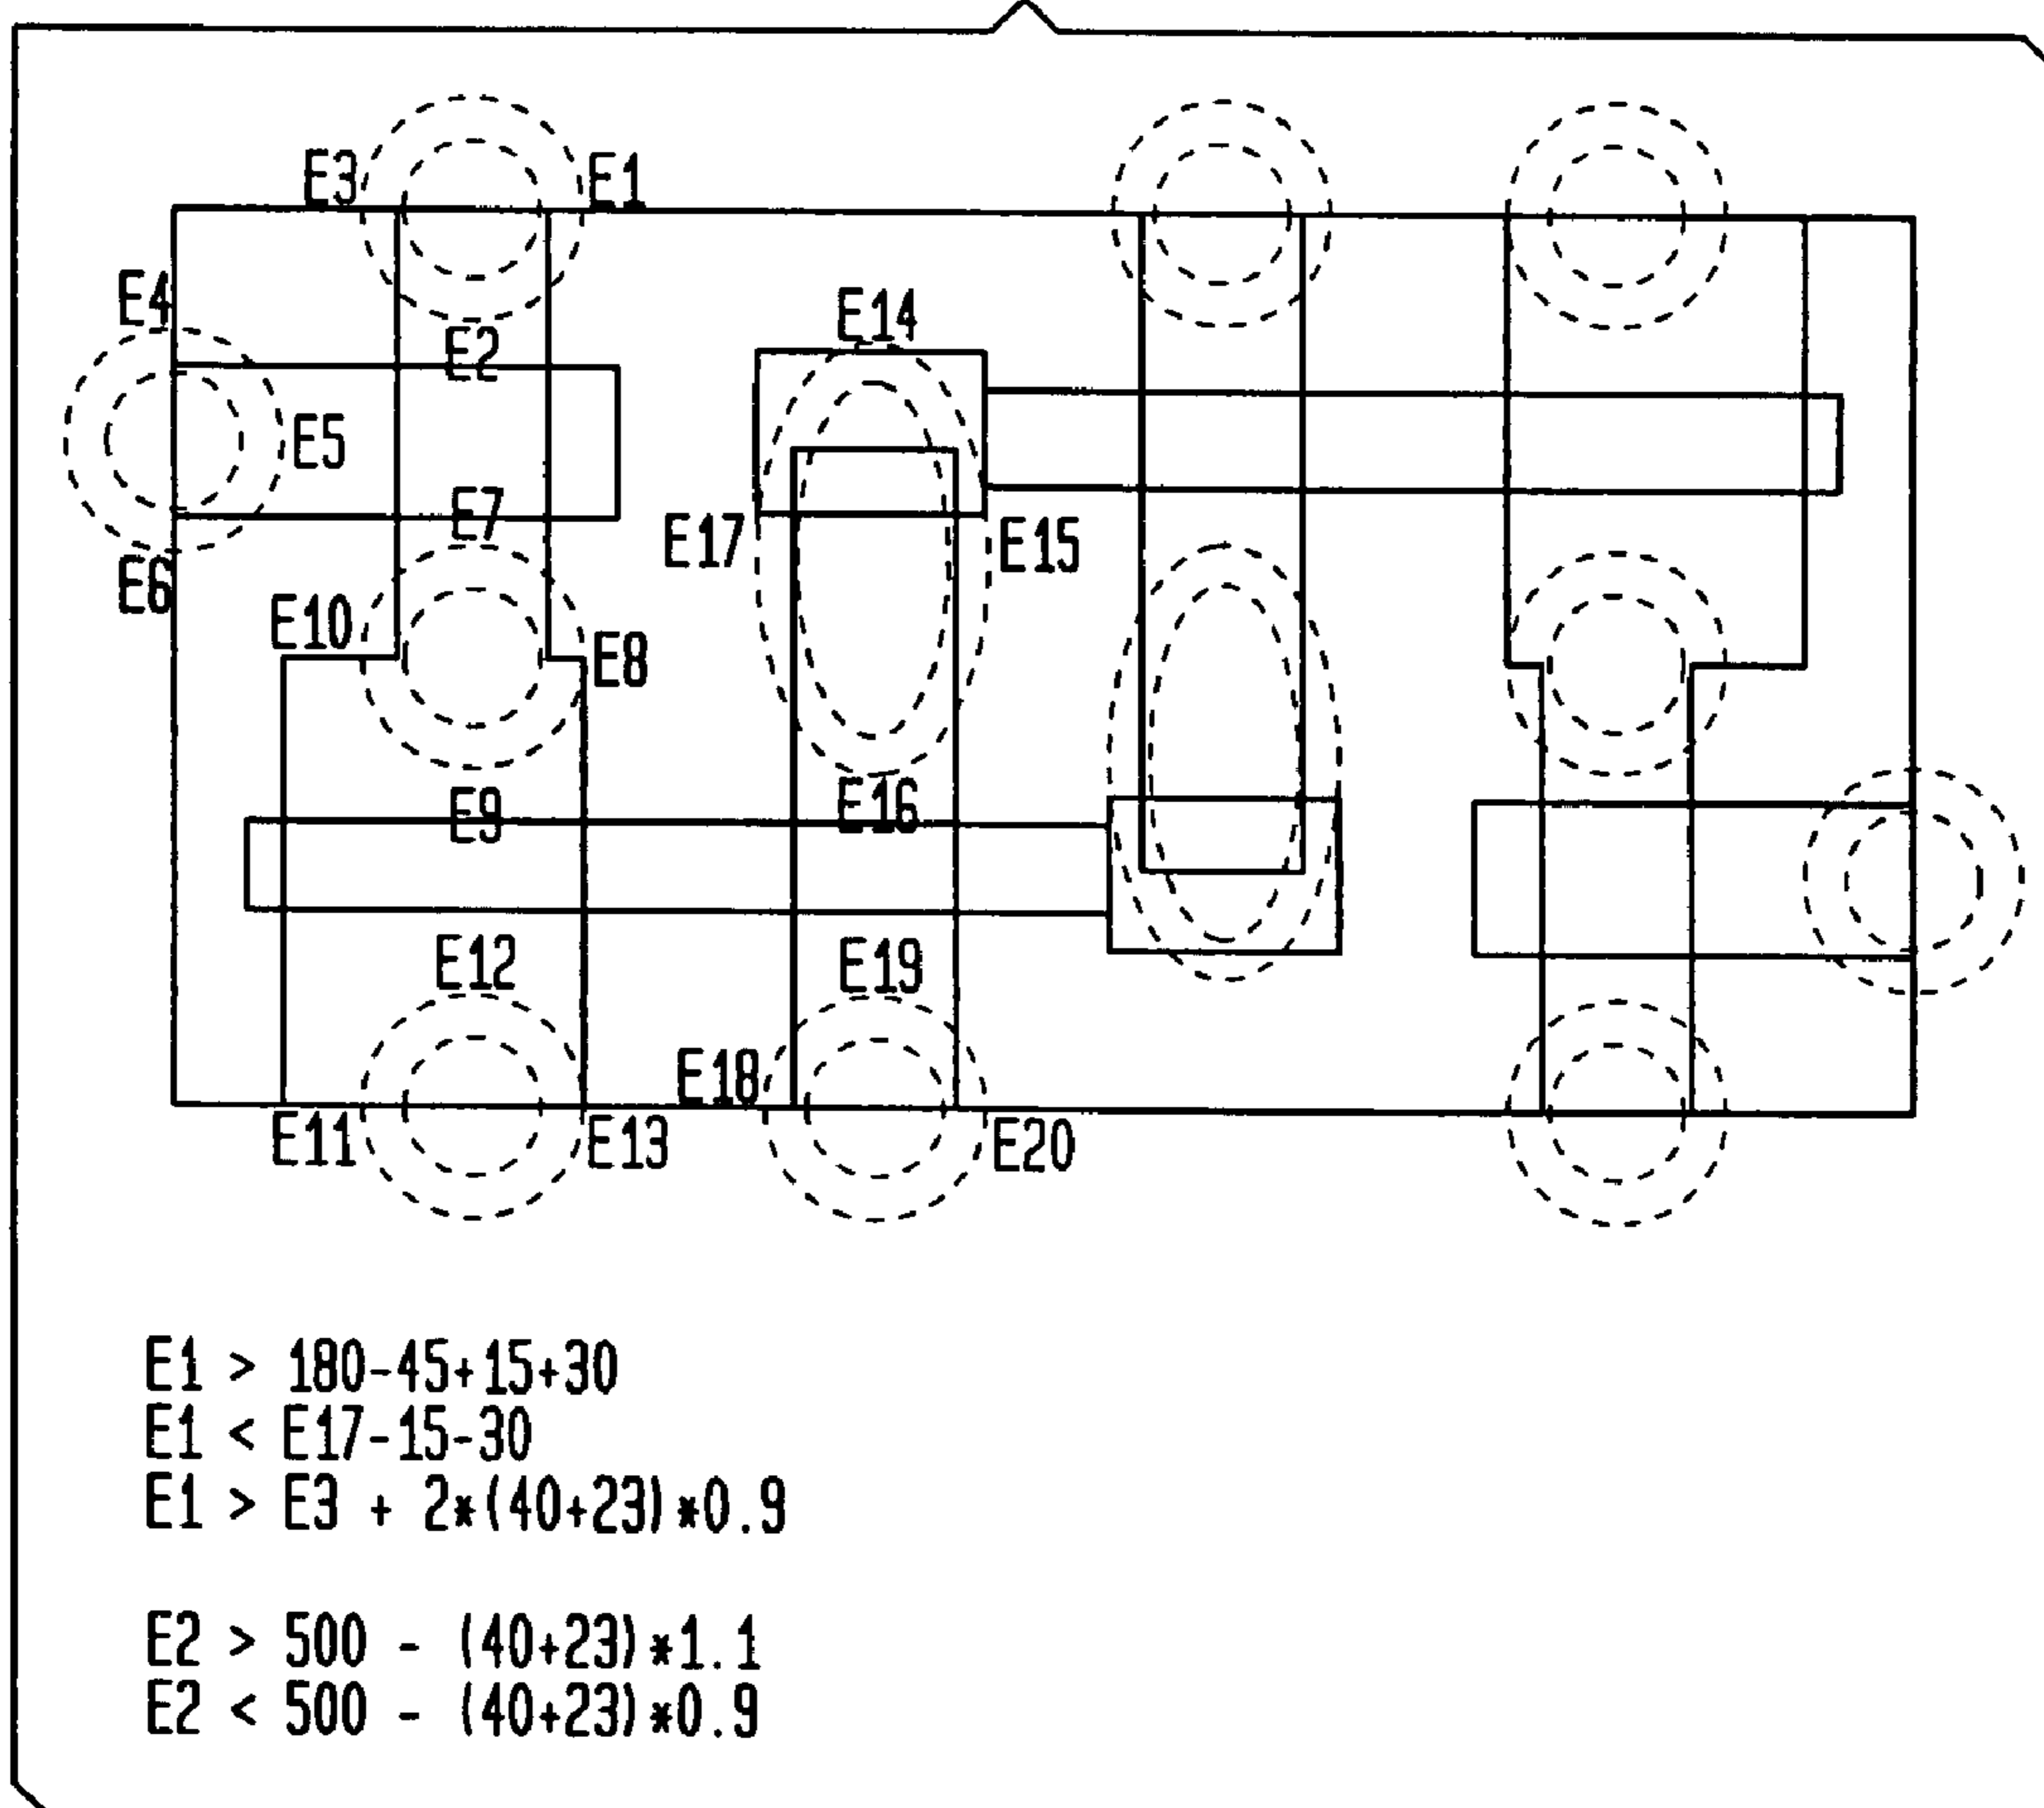 E3 E1
E4
E14
E2
E5
E7
E17 E15
E6
E10
E8
E9 E16
E12 E19
E18
E11 E13 E20
E1 > 180-45+15+30
E1 < E17-15-30
E1 > E3 + 2*(40+23)*0.9
E2 > 500 - (40+23)*1.1
E2 < 500 - (40+23)*0.9